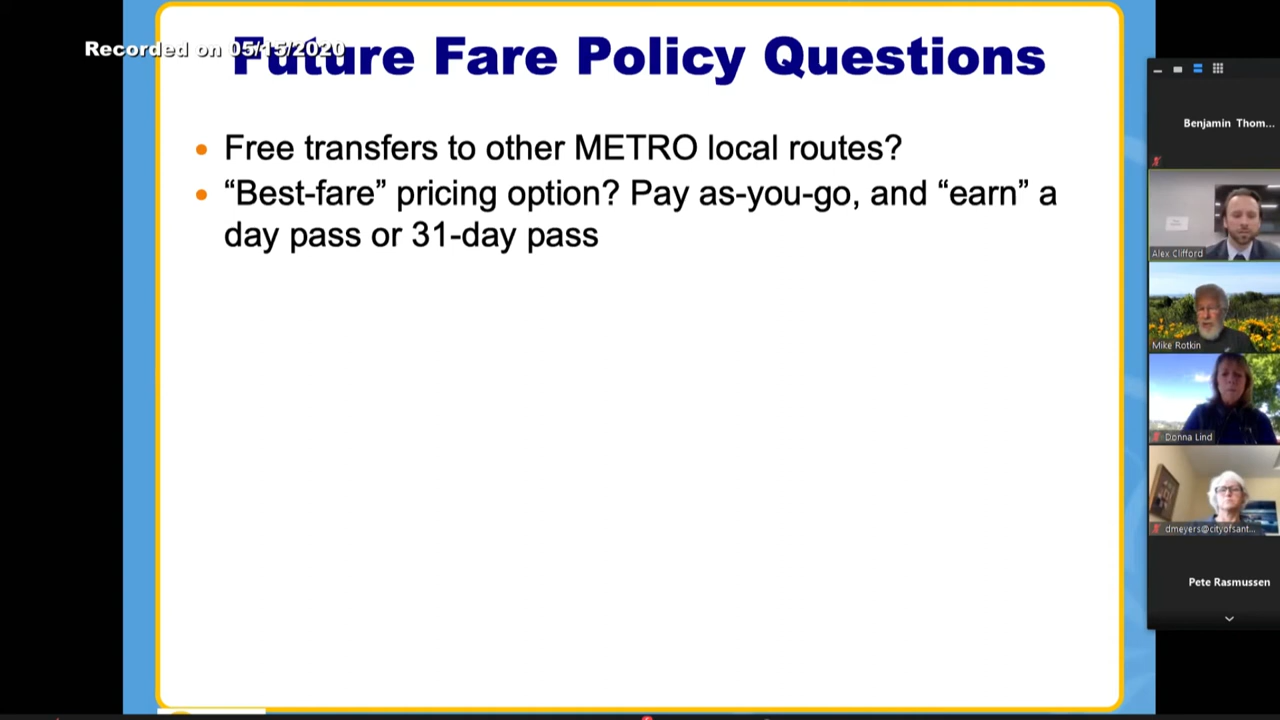 Recorded on 05/15/2020
Future Fare Policy Questions
• Free transfers to other METRO local routes?
• “Best-fare” pricing option? Pay as-you-go, and “earn” a
day pass or 31-day pass
Benjamin Thom...
Alex Clifford
Mike Rotkin
Donna Lind
dmeyers@cityofsant...
Pete Rasmussen